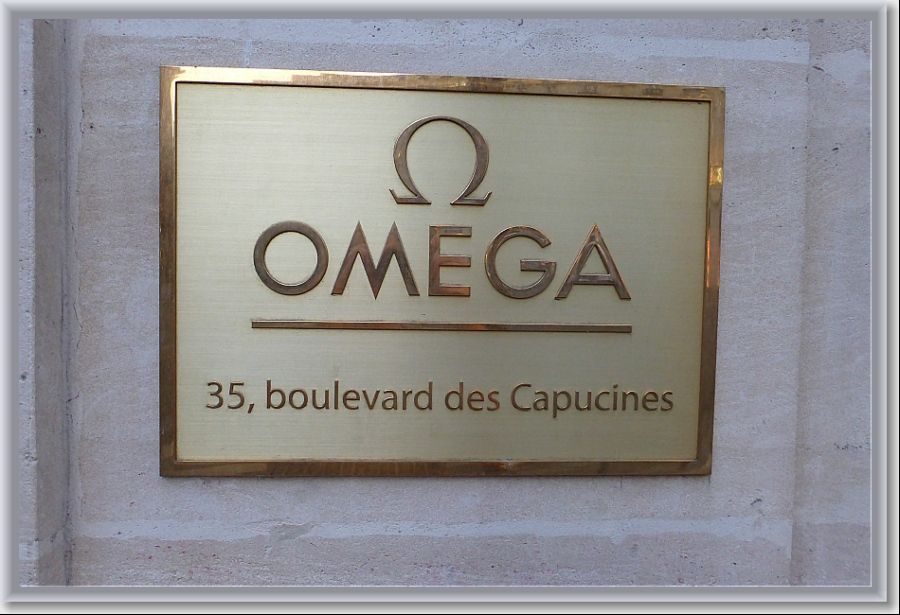 Ω
OMEGA
35, boulevard des Capucines